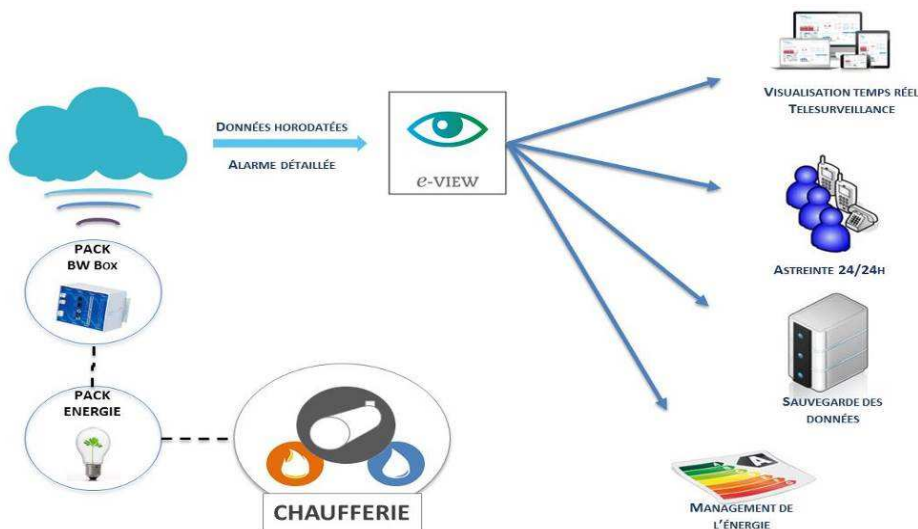 DONNÉES HORODATÉES
ALARME DÉTAILLÉE
e-VIEW
VISUALISATION TEMPS RÉEL
TELESURVEILLANCE
PACK
BW BOX
ASTREINTE 24/24H
PACK
ENERGIE
SAUVEGARDE DES
DONNÉES
CHAUFFERIE
A
MANAGEMENT DE
L'ÉNERGIE